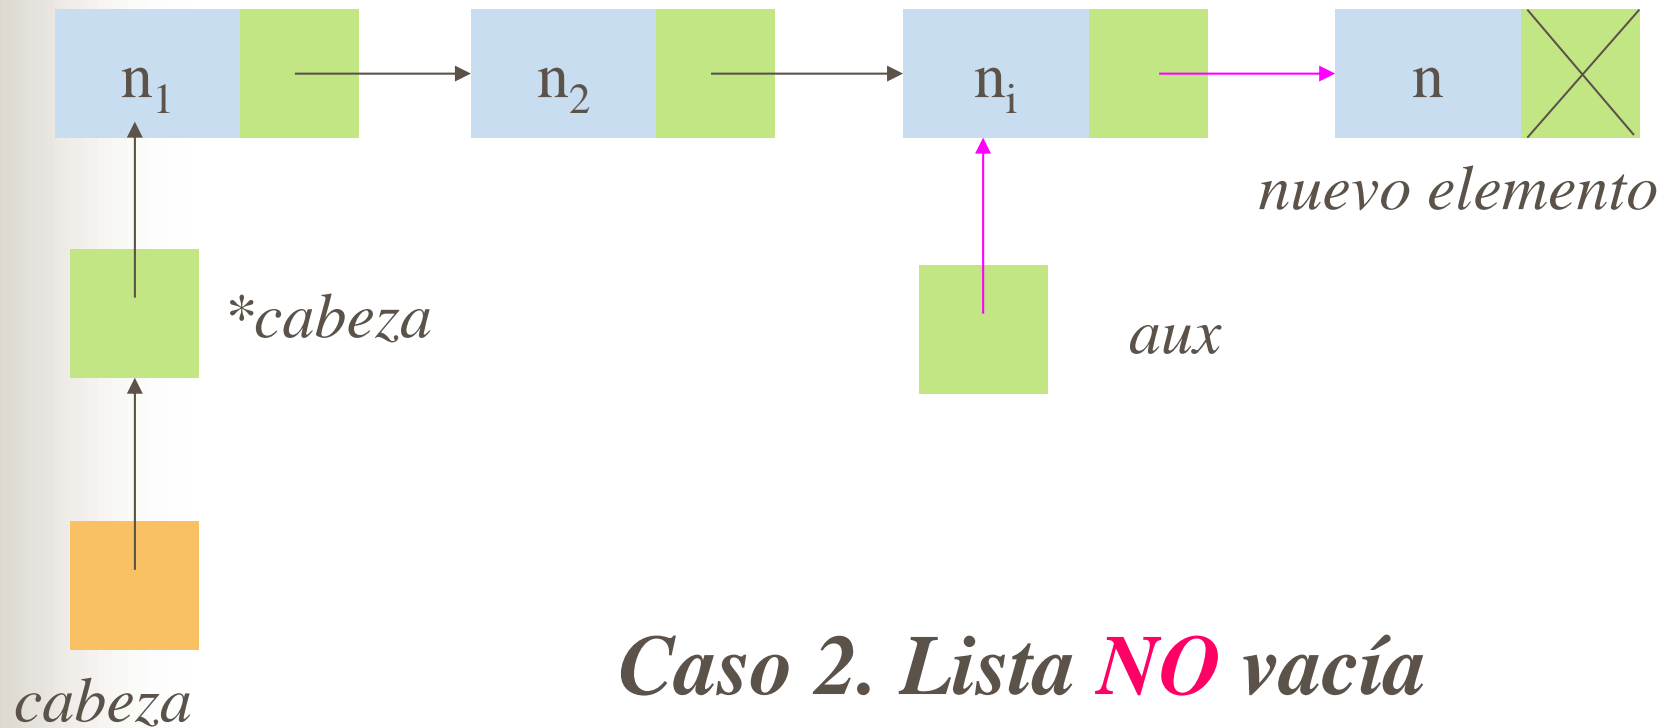 n₁ n₂ nᵢ n
nuevo elemento
*cabeza
aux
Caso 2. Lista NO vacía
cabeza